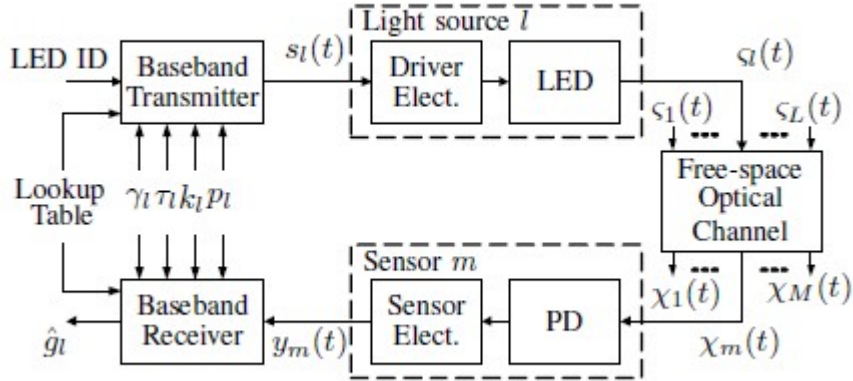 Light source l
LED ID
Baseband
Transmitter
s_l(t)
Driver
Elect.
LED
ς_l(t)
ς_1(t)
ς_L(t)
Lookup
Table
γ_l τ_l k_l p_l
Free-space
Optical
Channel
Sensor m
χ_1(t)
χ_M(t)
Baseband
Receiver
ĝ_l
y_m(t)
Sensor
Elect.
PD
χ_m(t)